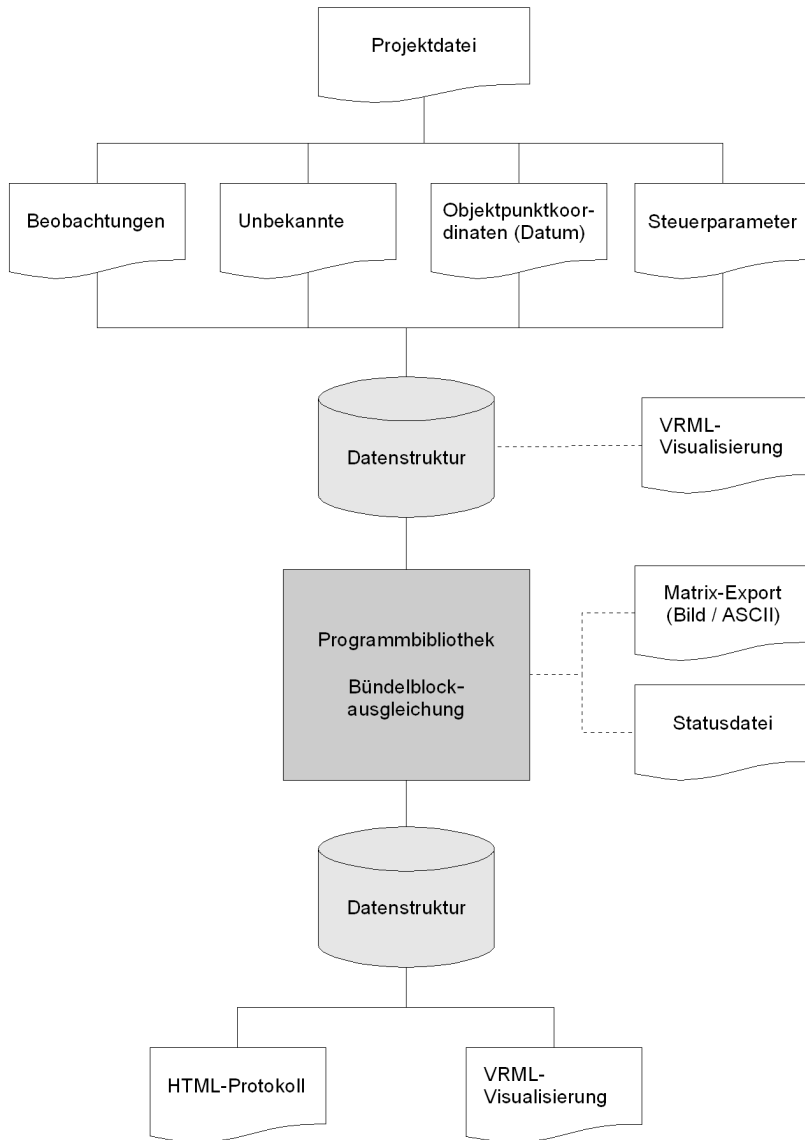 Projektdatei
Beobachtungen
Unbekannte
Objektpunktkoor-
dinaten (Datum)
Steuerparameter
Datenstruktur
VRML-
Visualisierung
Programmbibliothek
Bündelblock-
ausgleichung
Matrix-Export
(Bild / ASCII)
Statusdatei
Datenstruktur
HTML-Protokoll
VRML-
Visualisierung